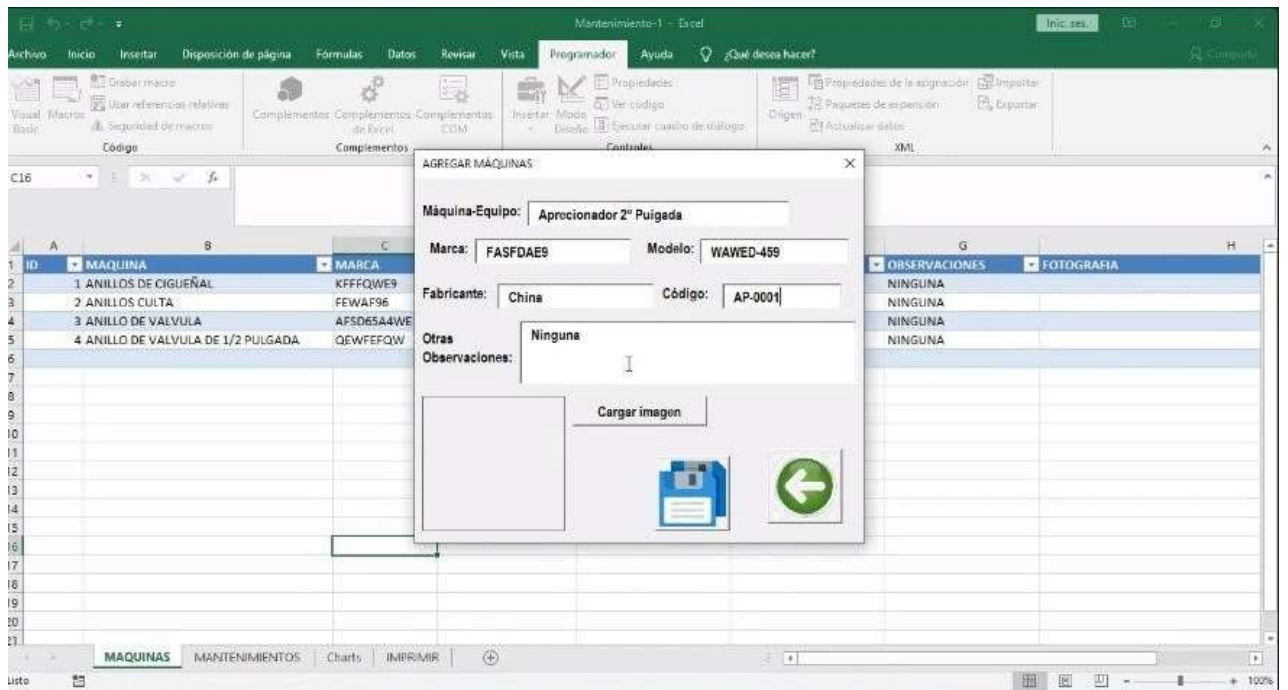 Mantenimiento-1 - Excel
Inic. ses.
Archivo Inicio Insertar Disposición de página Fórmulas Datos Revisar Vista Programador Ayuda ¿Qué desea hacer? Compartir
Visual Basic
Macros
Grabar macro
Usar referencias relativas
Seguridad de macros
Código
Complementos
Complementos de Excel
Complementos COM
Complementos
Insertar
Modo Diseño
Propiedades
Ver código
Ejecutar cuadro de diálogo
Controles
Origen
Propiedades de la asignación
Paquetes de expansión
Actualizar datos
Importar
Exportar
XML
C16
fx
A B C G H
ID MAQUINA MARCA OBSERVACIONES FOTOGRAFIA
1 ANILLOS DE CIGUEÑAL KFFFQWE9 NINGUNA
2 ANILLOS CULTA FEWAF96 NINGUNA
3 ANILLO DE VALVULA AFSD65A4WE NINGUNA
4 ANILLO DE VALVULA DE 1/2 PULGADA QEWFEFQW NINGUNA
AGREGAR MÁQUINAS
Máquina-Equipo: Aprecionador 2" Puigada
Marca: FASFDAE9 Modelo: WAWED-459
Fabricante: China Código: AP-0001
Otras Observaciones: Ninguna
Cargar imagen
MAQUINAS MANTENIMIENTOS Charts IMPRIMIR
Listo
100%